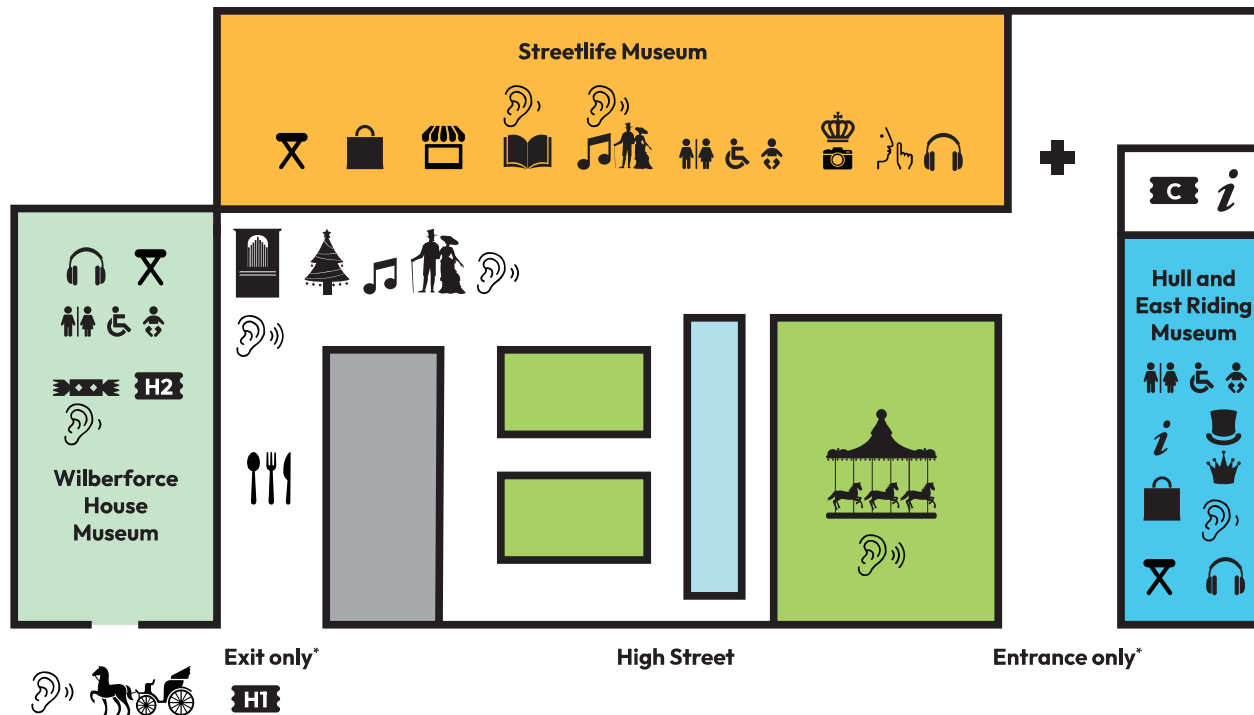 Streetlife Museum
C i
Hull and
East Riding
Museum
H2
i
Wilberforce
House
Museum
Exit only*
High Street
Entrance only*
H1